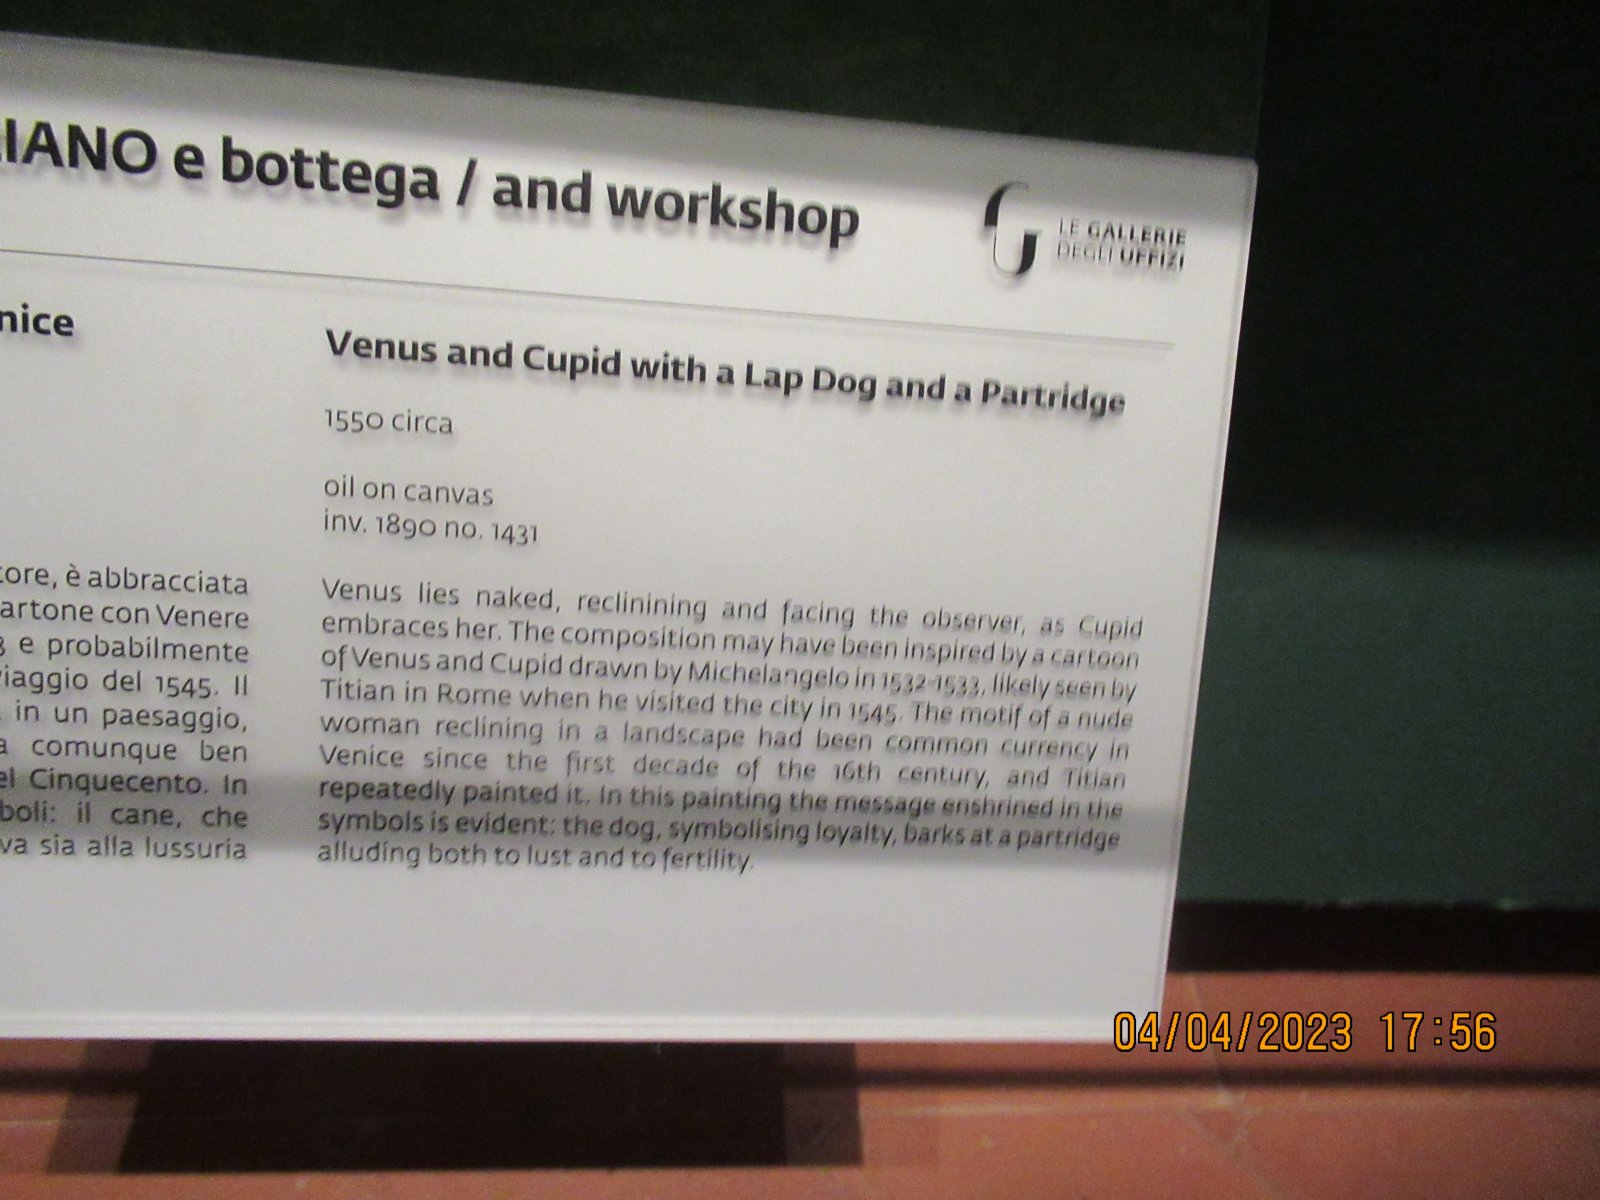 LIANO e bottega / and workshop
LE GALLERIE
DEGLI UFFIZI
nice
ore, è abbracciata
artone con Venere
3 e probabilmente
viaggio del 1545. Il
in un paesaggio,
a comunque ben
el Cinquecento. In
boli: il cane, che
va sia alla lussuria
Venus and Cupid with a Lap Dog and a Partridge
1550 circa
oil on canvas
inv. 1890 no. 1431
Venus lies naked, reclinining and facing the observer, as Cupid
embraces her. The composition may have been inspired by a cartoon
of Venus and Cupid drawn by Michelangelo in 1532-1533, likely seen by
Titian in Rome when he visited the city in 1545. The motif of a nude
woman reclining in a landscape had been common currency in
Venice since the first decade of the 16th century, and Titian
repeatedly painted it. In this painting the message enshrined in the
symbols is evident: the dog, symbolising loyalty, barks at a partridge
alluding both to lust and to fertility.
04/04/2023 17:56